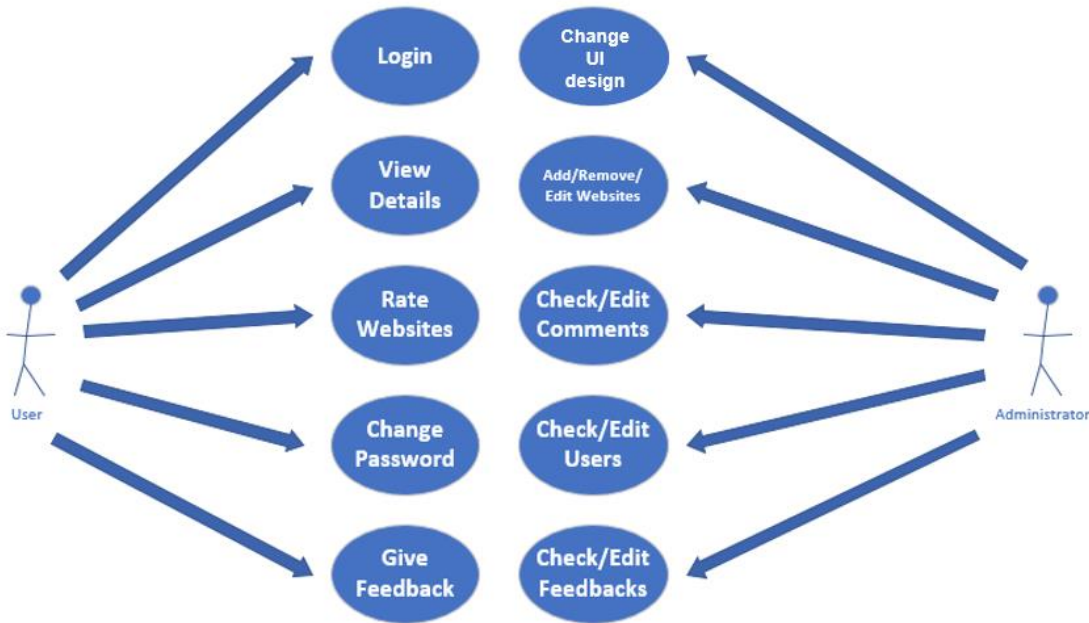 Login
Change
UI
design
View
Details
Add/Remove/
Edit Websites
Rate
Websites
Check/Edit
Comments
User
Administrator
Change
Password
Check/Edit
Users
Give
Feedback
Check/Edit
Feedbacks